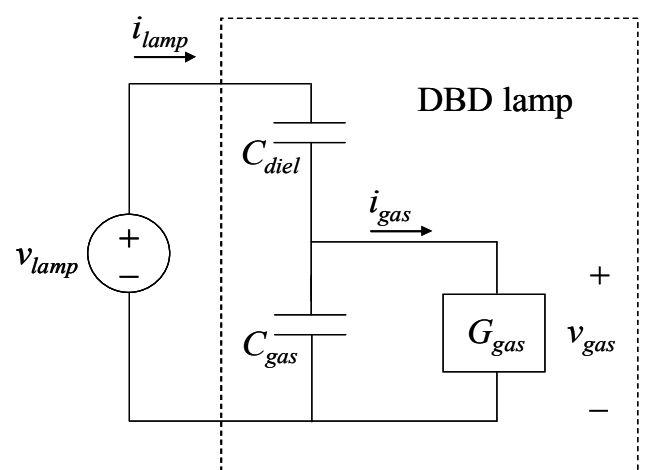 i_lamp
DBD lamp
C_diel
i_gas
v_lamp
+
−
+
C_gas
G_gas
v_gas
−